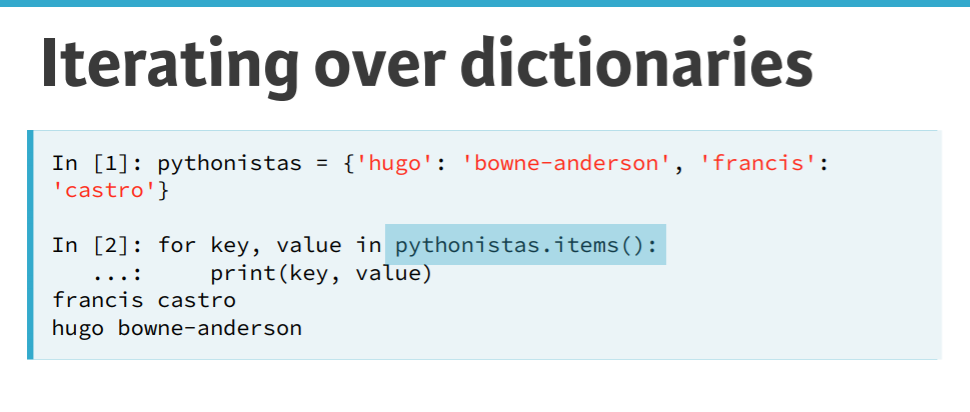 Iterating over dictionaries
In [1]: pythonistas = {'hugo': 'bowne-anderson', 'francis':
'castro'}
In [2]: for key, value in pythonistas.items():
   ...:     print(key, value)
francis castro
hugo bowne-anderson